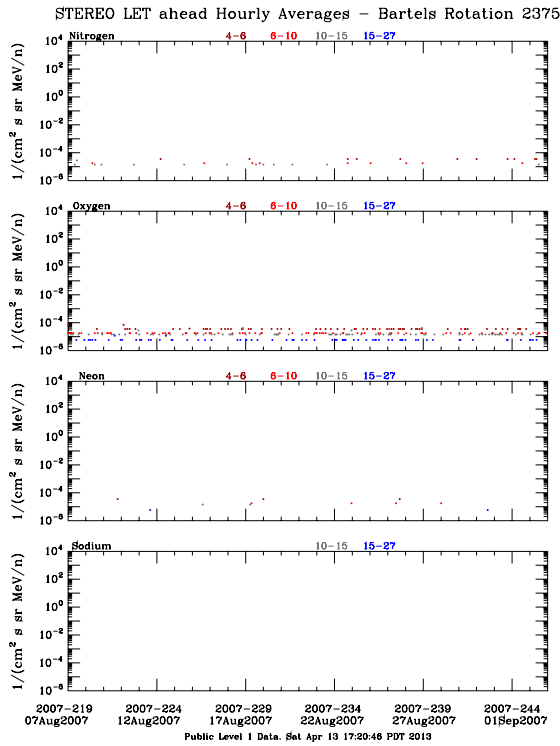 STEREO LET ahead Hourly Averages - Bartels Rotation 2375
Nitrogen 4-6 6-10 10-15 15-27
10^4
10^2
10^0
10^-2
10^-4
10^-6
1/(cm^2 s sr MeV/n)
Oxygen 4-6 6-10 10-15 15-27
10^4
10^2
10^0
10^-2
10^-4
10^-6
1/(cm^2 s sr MeV/n)
Neon 4-6 6-10 10-15 15-27
10^4
10^2
10^0
10^-2
10^-4
10^-6
1/(cm^2 s sr MeV/n)
Sodium 10-15 15-27
10^4
10^2
10^0
10^-2
10^-4
10^-6
1/(cm^2 s sr MeV/n)
2007-219 2007-224 2007-229 2007-234 2007-239 2007-244
07Aug2007 12Aug2007 17Aug2007 22Aug2007 27Aug2007 01Sep2007
Public Level 1 Data. Sat Apr 13 17:20:46 PDT 2013